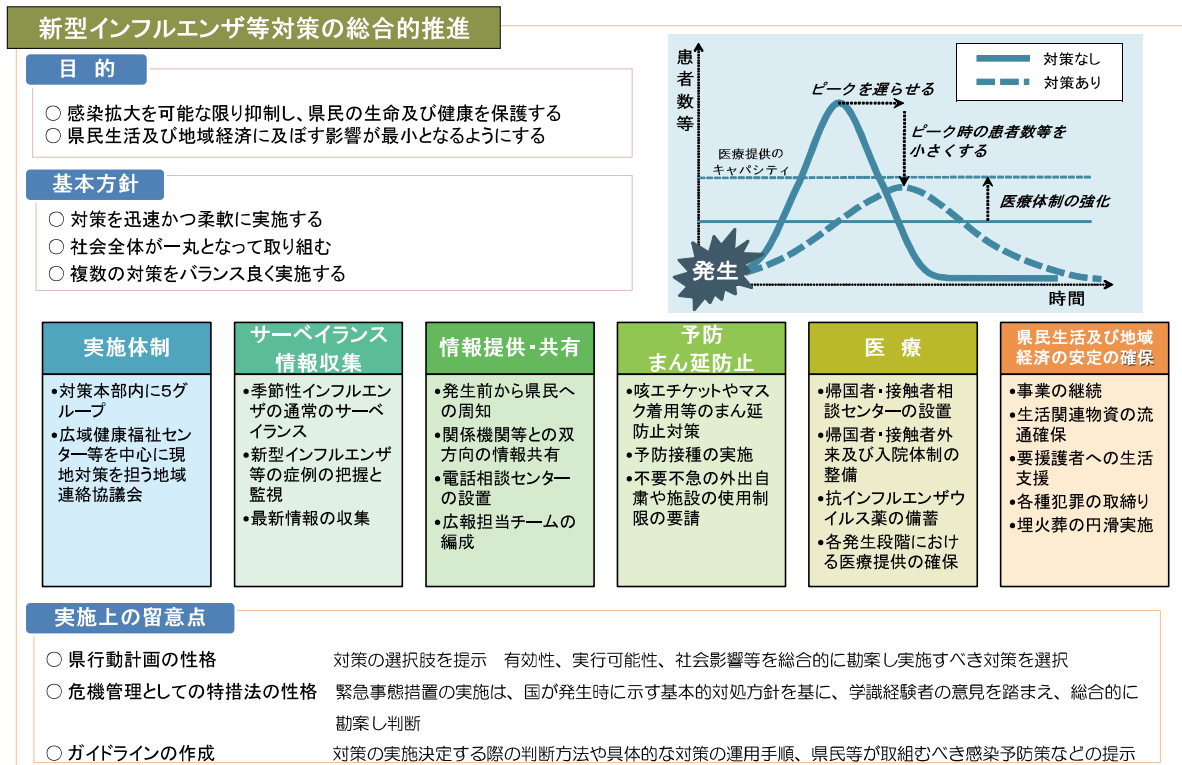 新型インフルエンザ等対策の総合的推進
目 的
○ 感染拡大を可能な限り抑制し、県民の生命及び健康を保護する
○ 県民生活及び地域経済に及ぼす影響が最小となるようにする
基本方針
○ 対策を迅速かつ柔軟に実施する
○ 社会全体が一丸となって取り組む
○ 複数の対策をバランス良く実施する
患者数等
対策なし
対策あり
ピークを遅らせる
ピーク時の患者数等を
小さくする
医療提供の
キャパシティ
医療体制の強化
発生
時間
実施体制
•対策本部内に5グ
ループ
•広域健康福祉セン
ター等を中心に現
地対策を担う地域
連絡協議会
サーベイランス
情報収集
•季節性インフルエン
ザの通常のサーベ
イランス
•新型インフルエンザ
等の症例の把握と
監視
•最新情報の収集
情報提供・共有
•発生前から県民へ
の周知
•関係機関等との双
方向の情報共有
•電話相談センター
の設置
•広報担当チームの
編成
予防
まん延防止
•咳エチケットやマス
ク着用等のまん延
防止対策
•予防接種の実施
•不要不急の外出自
粛や施設の使用制
限の要請
医 療
•帰国者・接触者相
談センターの設置
•帰国者・接触者外
来及び入院体制の
整備
•抗インフルエンザウ
イルス薬の備蓄
•各発生段階におけ
る医療提供の確保
県民生活及び地域
経済の安定の確保
•事業の継続
•生活関連物資の流
通確保
•要援護者への生活
支援
•各種犯罪の取締り
•埋火葬の円滑実施
実施上の留意点
○ 県行動計画の性格 対策の選択肢を提示 有効性、実行可能性、社会影響等を総合的に勘案し実施すべき対策を選択
○ 危機管理としての特措法の性格 緊急事態措置の実施は、国が発生時に示す基本的対処方針を基に、学識経験者の意見を踏まえ、総合的に
勘案し判断
○ ガイドラインの作成 対策の実施決定する際の判断方法や具体的な対策の運用手順、県民等が取組むべき感染予防策などの提示